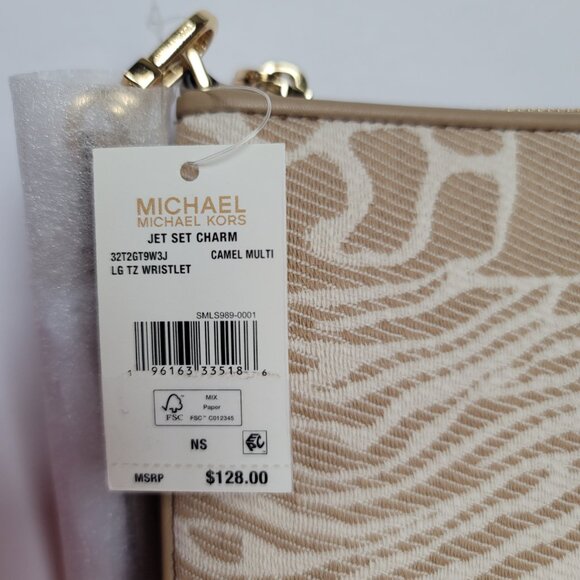 MICHAEL
MICHAEL KORS
JET SET CHARM
32T2GT9W3J CAMEL MULTI
LG TZ WRISTLET
SMLS989-0001
1 96163 33518 6
FSC
MIX
Paper
FSC™ C012345
NS
MSRP $128.00